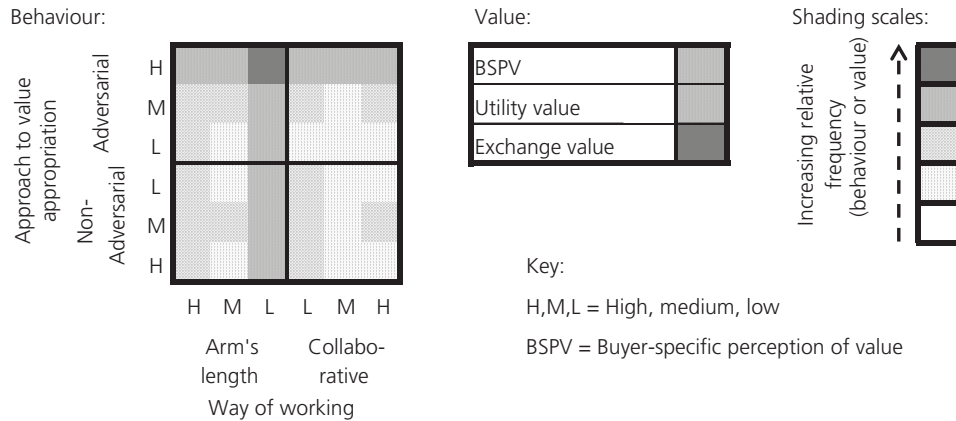 Behaviour:
Value:
Shading scales:
Approach to value
appropriation
Adversarial
Non-
Adversarial
H
M
L
L
M
H
H M L L M H
Arm's
length
Collabo-
rative
Way of working
BSPV
Utility value
Exchange value
Increasing relative
frequency
(behaviour or value)
Key:
H,M,L = High, medium, low
BSPV = Buyer-specific perception of value